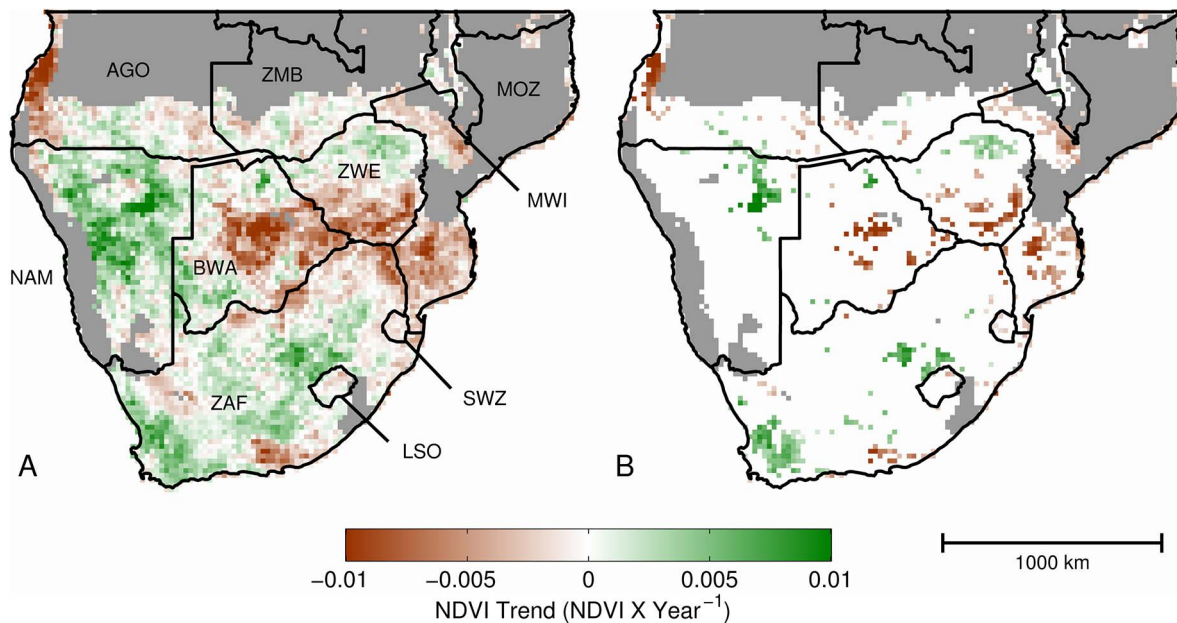 AGO
ZMB
MOZ
ZWE
MWI
BWA
NAM
ZAF
SWZ
LSO
A
B
−0.01 −0.005 0 0.005 0.01
NDVI Trend (NDVI X Year⁻¹)
1000 km